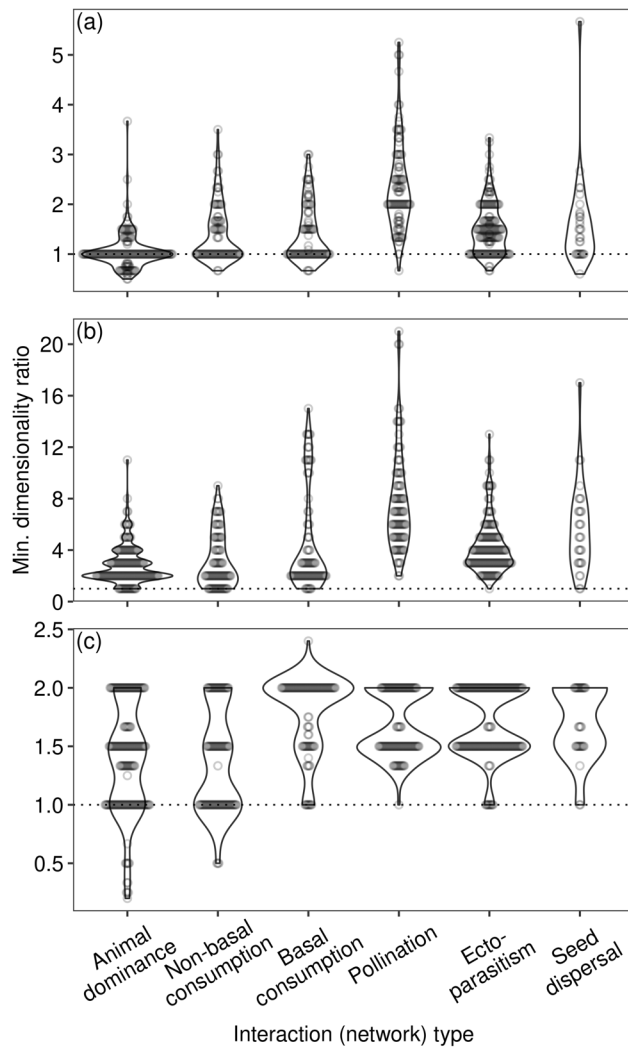 (a)
5
4
3
2
1
(b)
20
16
12
8
4
0
Min. dimensionality ratio
(c)
2.5
2.0
1.5
1.0
0.5
Animal
dominance
Non-basal
consumption
Basal
consumption
Pollination
Ecto-
parasitism
Seed
dispersal
Interaction (network) type